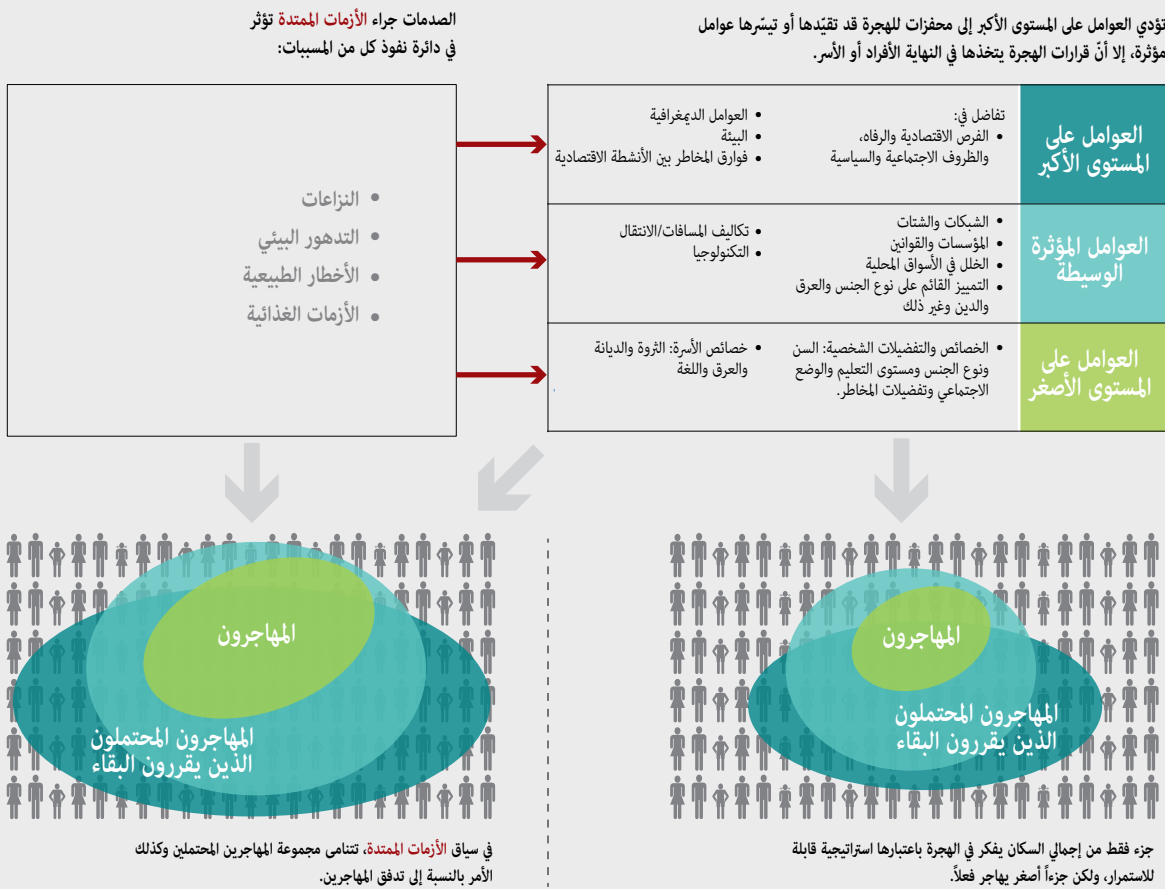 تؤدي العوامل على المستوى الأكبر إلى محفزات للهجرة قد تقيّدها أو تيسّرها عوامل
مؤثرة، إلا أنّ قرارات الهجرة يتخذها في النهاية الأفراد أو الأسر.
العوامل على
المستوى الأكبر
تفاضل في:
• الفرص الاقتصادية والرفاه،
والظروف الاجتماعية والسياسية
• العوامل الديمغرافية
• البيئة
• فوارق المخاطر بين الأنشطة الاقتصادية
العوامل المؤثرة
الوسيطة
• الشبكات والشتات
• المؤسسات والقوانين
• الخلل في الأسواق المحلية
• التمييز القائم على نوع الجنس والعرق
والدين وغير ذلك
• تكاليف المسافات/الانتقال
• التكنولوجيا
العوامل على
المستوى الأصغر
• الخصائص والتفضيلات الشخصية: السن
ونوع الجنس ومستوى التعليم والوضع
الاجتماعي وتفضيلات المخاطر.
• خصائص الأسرة: الثروة والديانة
والعرق واللغة
الصدمات جراء الأزمات الممتدة تؤثر
في دائرة نفوذ كل من المسببات:
• النزاعات
• التدهور البيئي
• الأخطار الطبيعية
• الأزمات الغذائية
المهاجرون
المهاجرون المحتملون
الذين يقررون البقاء
جزء فقط من إجمالي السكان يفكر في الهجرة باعتبارها استراتيجية قابلة
للاستمرار، ولكن جزءاً أصغر يهاجر فعلاً.
المهاجرون
المهاجرون المحتملون
الذين يقررون البقاء
في سياق الأزمات الممتدة، تتنامى مجموعة المهاجرين المحتملين وكذلك
الأمر بالنسبة إلى تدفق المهاجرين.